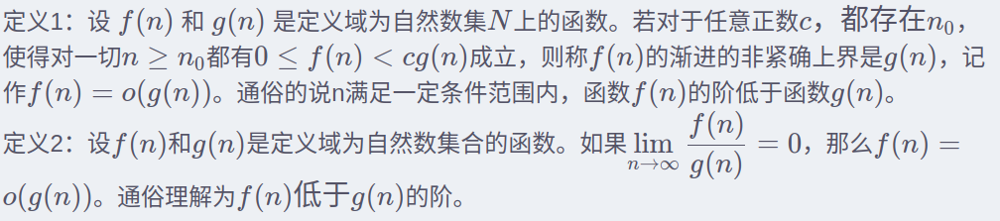 定义1：设 $f(n)$ 和 $g(n)$ 是定义域为自然数集$N$上的函数。若对于任意正数$c$，都存在$n_0$，
使得对一切$n \geq n_0$都有$0 \leq f(n) < cg(n)$成立，则称$f(n)$的渐进的非紧确上界是$g(n)$，记
作$f(n) = o(g(n))$。通俗的说n满足一定条件范围内，函数$f(n)$的阶低于函数$g(n)$。
定义2：设$f(n)$和$g(n)$是定义域为自然数集合的函数。如果$\lim\limits_{n \to \infty} \dfrac{f(n)}{g(n)} = 0$，那么$f(n) =$
$o(g(n))$。通俗理解为$f(n)$低于$g(n)$的阶。